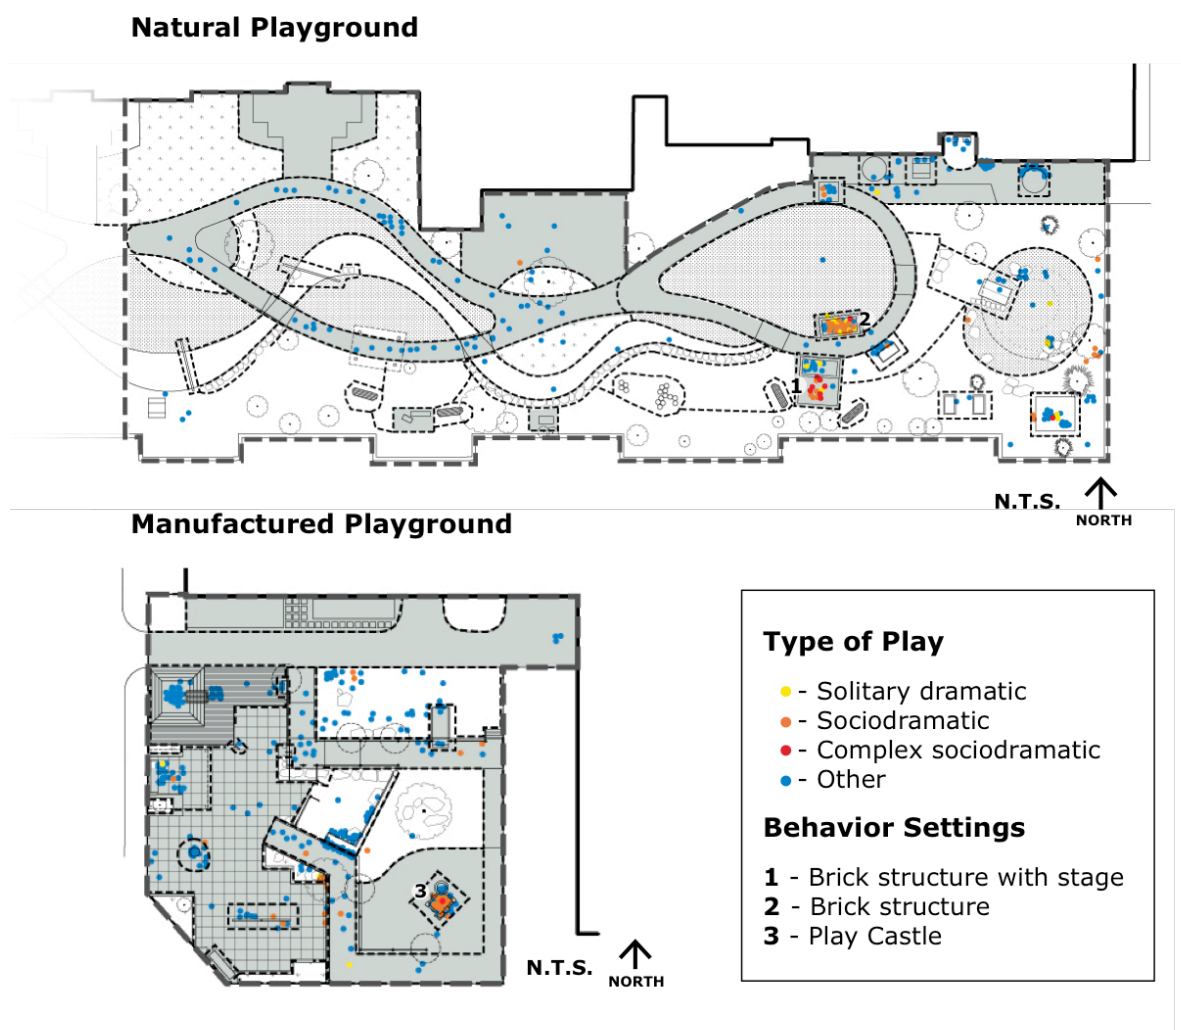 Natural Playground
2
1
N.T.S.
NORTH
Manufactured Playground
3
N.T.S.
NORTH
Type of Play
- Solitary dramatic
- Sociodramatic
- Complex sociodramatic
- Other
Behavior Settings
1 - Brick structure with stage
2 - Brick structure
3 - Play Castle